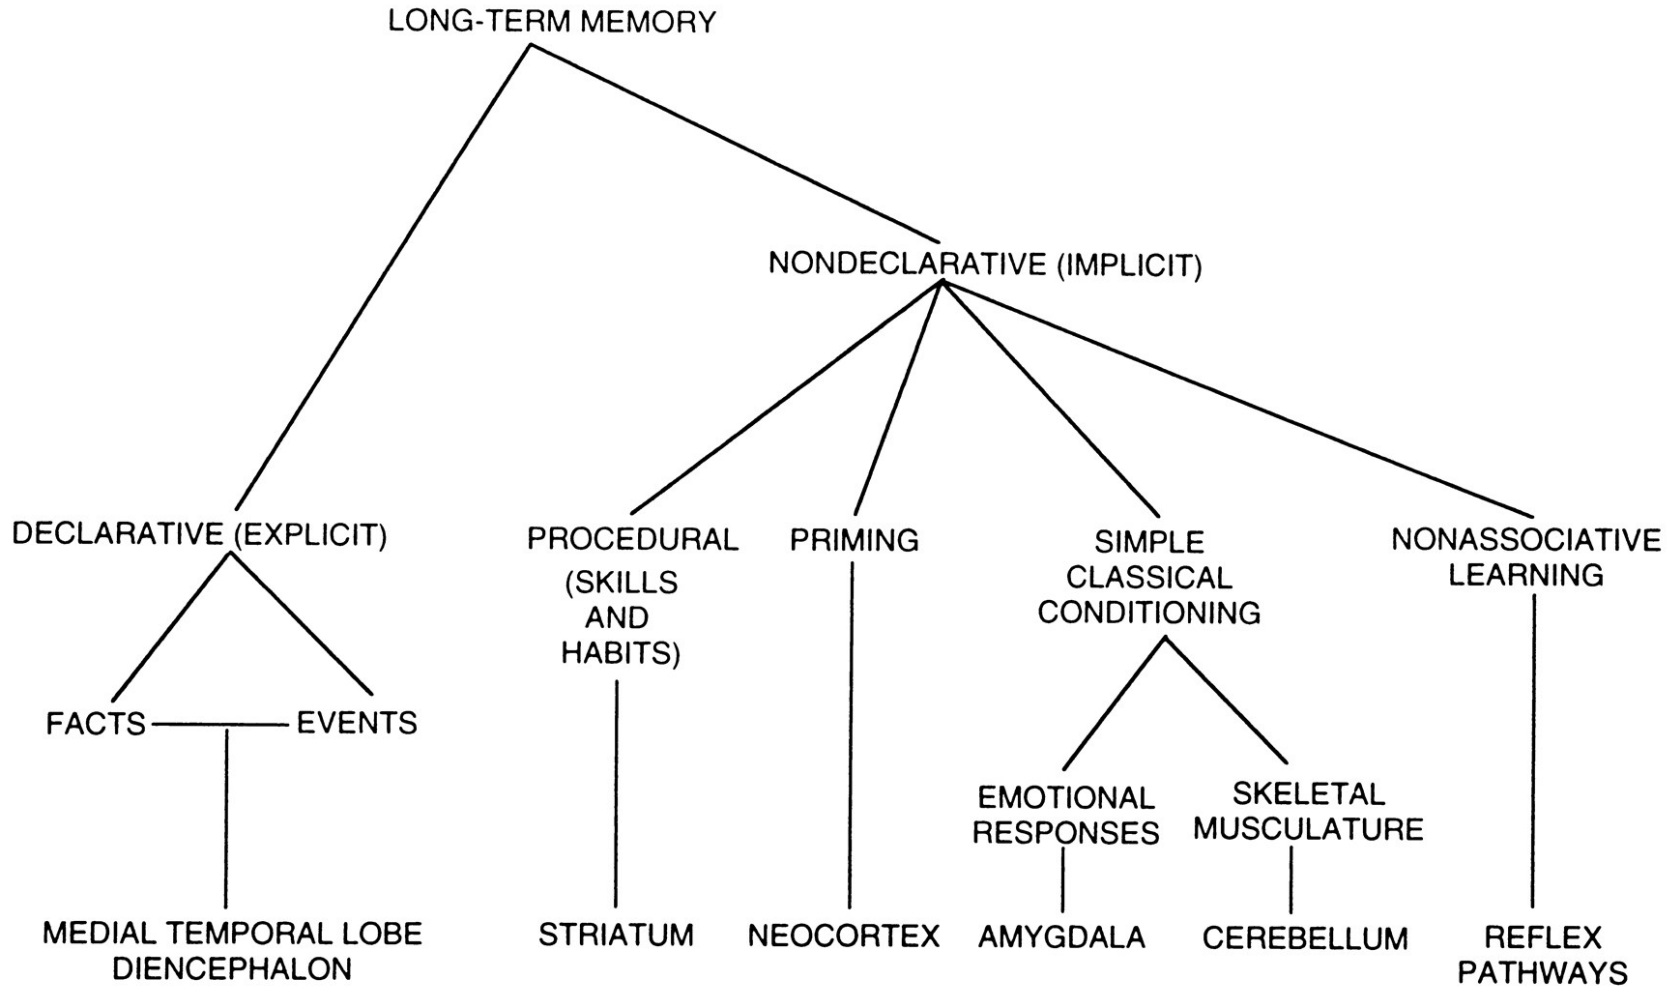 LONG-TERM MEMORY
NONDECLARATIVE (IMPLICIT)
DECLARATIVE (EXPLICIT)
FACTS
EVENTS
MEDIAL TEMPORAL LOBE
DIENCEPHALON
PROCEDURAL
(SKILLS
AND
HABITS)
STRIATUM
PRIMING
NEOCORTEX
SIMPLE
CLASSICAL
CONDITIONING
EMOTIONAL
RESPONSES
AMYGDALA
SKELETAL
MUSCULATURE
CEREBELLUM
NONASSOCIATIVE
LEARNING
REFLEX
PATHWAYS